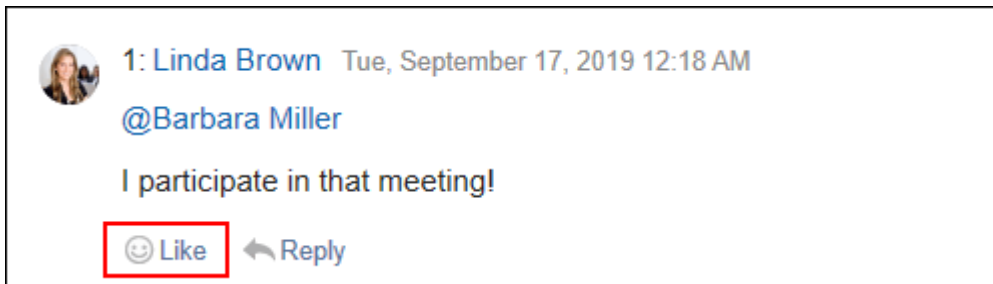 1: Linda Brown Tue, September 17, 2019 12:18 AM
@Barbara Miller
I participate in that meeting!
Like Reply